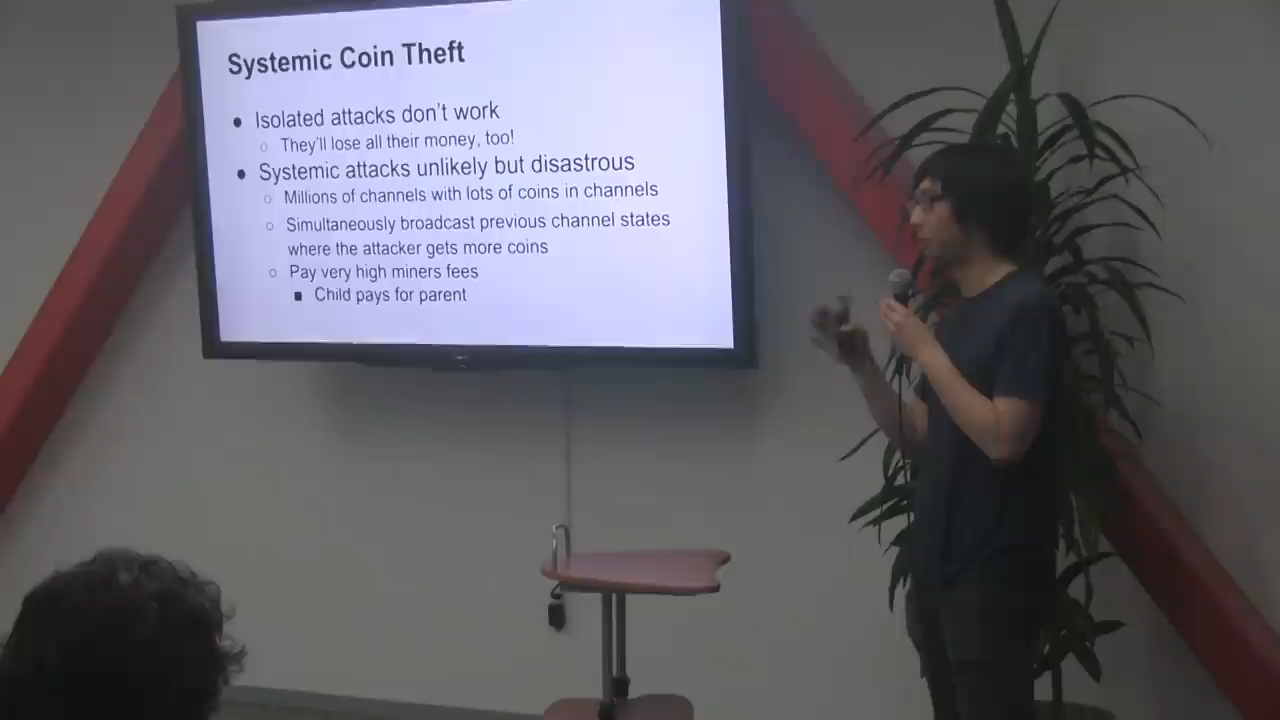 Systemic Coin Theft
● Isolated attacks don't work
○ They'll lose all their money, too!
● Systemic attacks unlikely but disastrous
○ Millions of channels with lots of coins in channels
○ Simultaneously broadcast previous channel states
where the attacker gets more coins
○ Pay very high miners fees
■ Child pays for parent